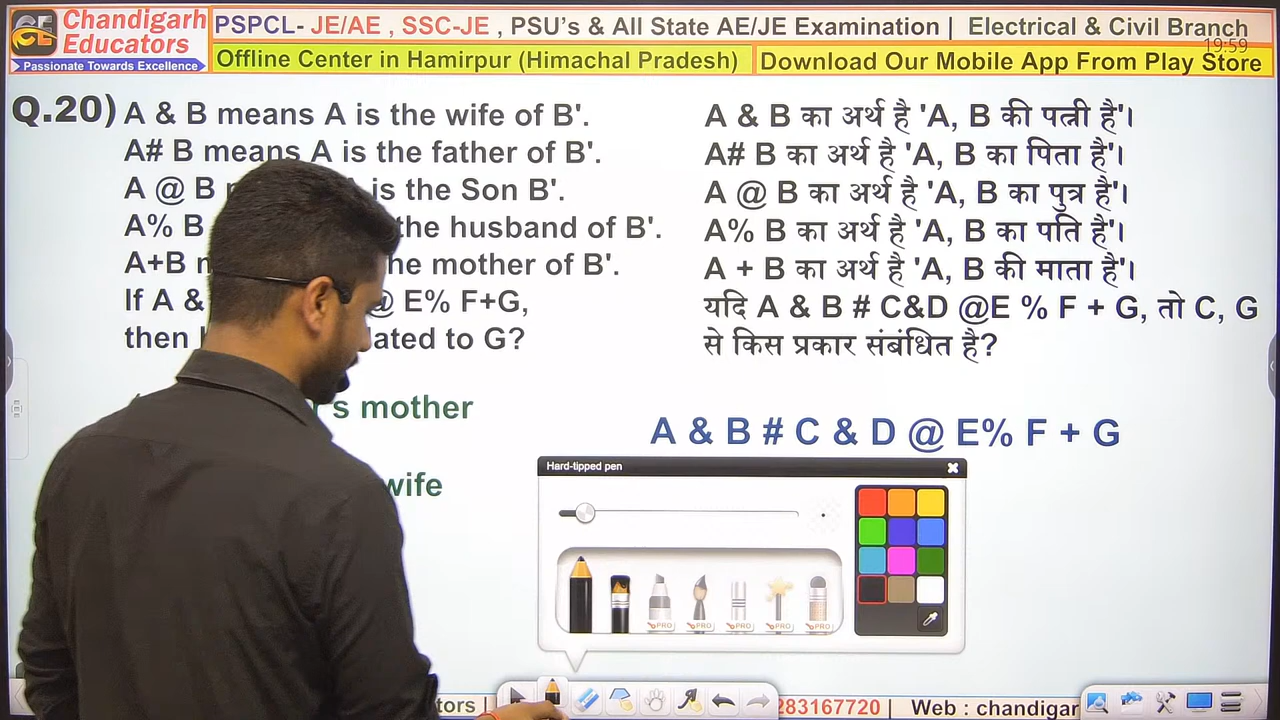 Chandigarh
Educators
Passionate Towards Excellence
PSPCL- JE/AE , SSC-JE , PSU's & All State AE/JE Examination | Electrical & Civil Branch
19:59
Offline Center in Hamirpur (Himachal Pradesh)
Download Our Mobile App From Play Store
Q.20) A & B means A is the wife of B'.
A# B means A is the father of B'.
A @ B is the Son B'.
A% B the husband of B'.
A+B he mother of B'.
If A & @ E% F+G,
then ated to G?
A & B का अर्थ है 'A, B की पत्नी है'।
A# B का अर्थ है 'A, B का पिता है'।
A @ B का अर्थ है 'A, B का पुत्र है'।
A% B का अर्थ है 'A, B का पति है'।
A + B का अर्थ है 'A, B की माता है'।
यदि A & B # C&D @E % F + G, तो C, G
से किस प्रकार संबंधित है?
r's mother
wife
A & B # C & D @ E% F + G
Hard-tipped pen
PRO PRO PRO PRO PRO
tors | 283167720 | Web : chandigar